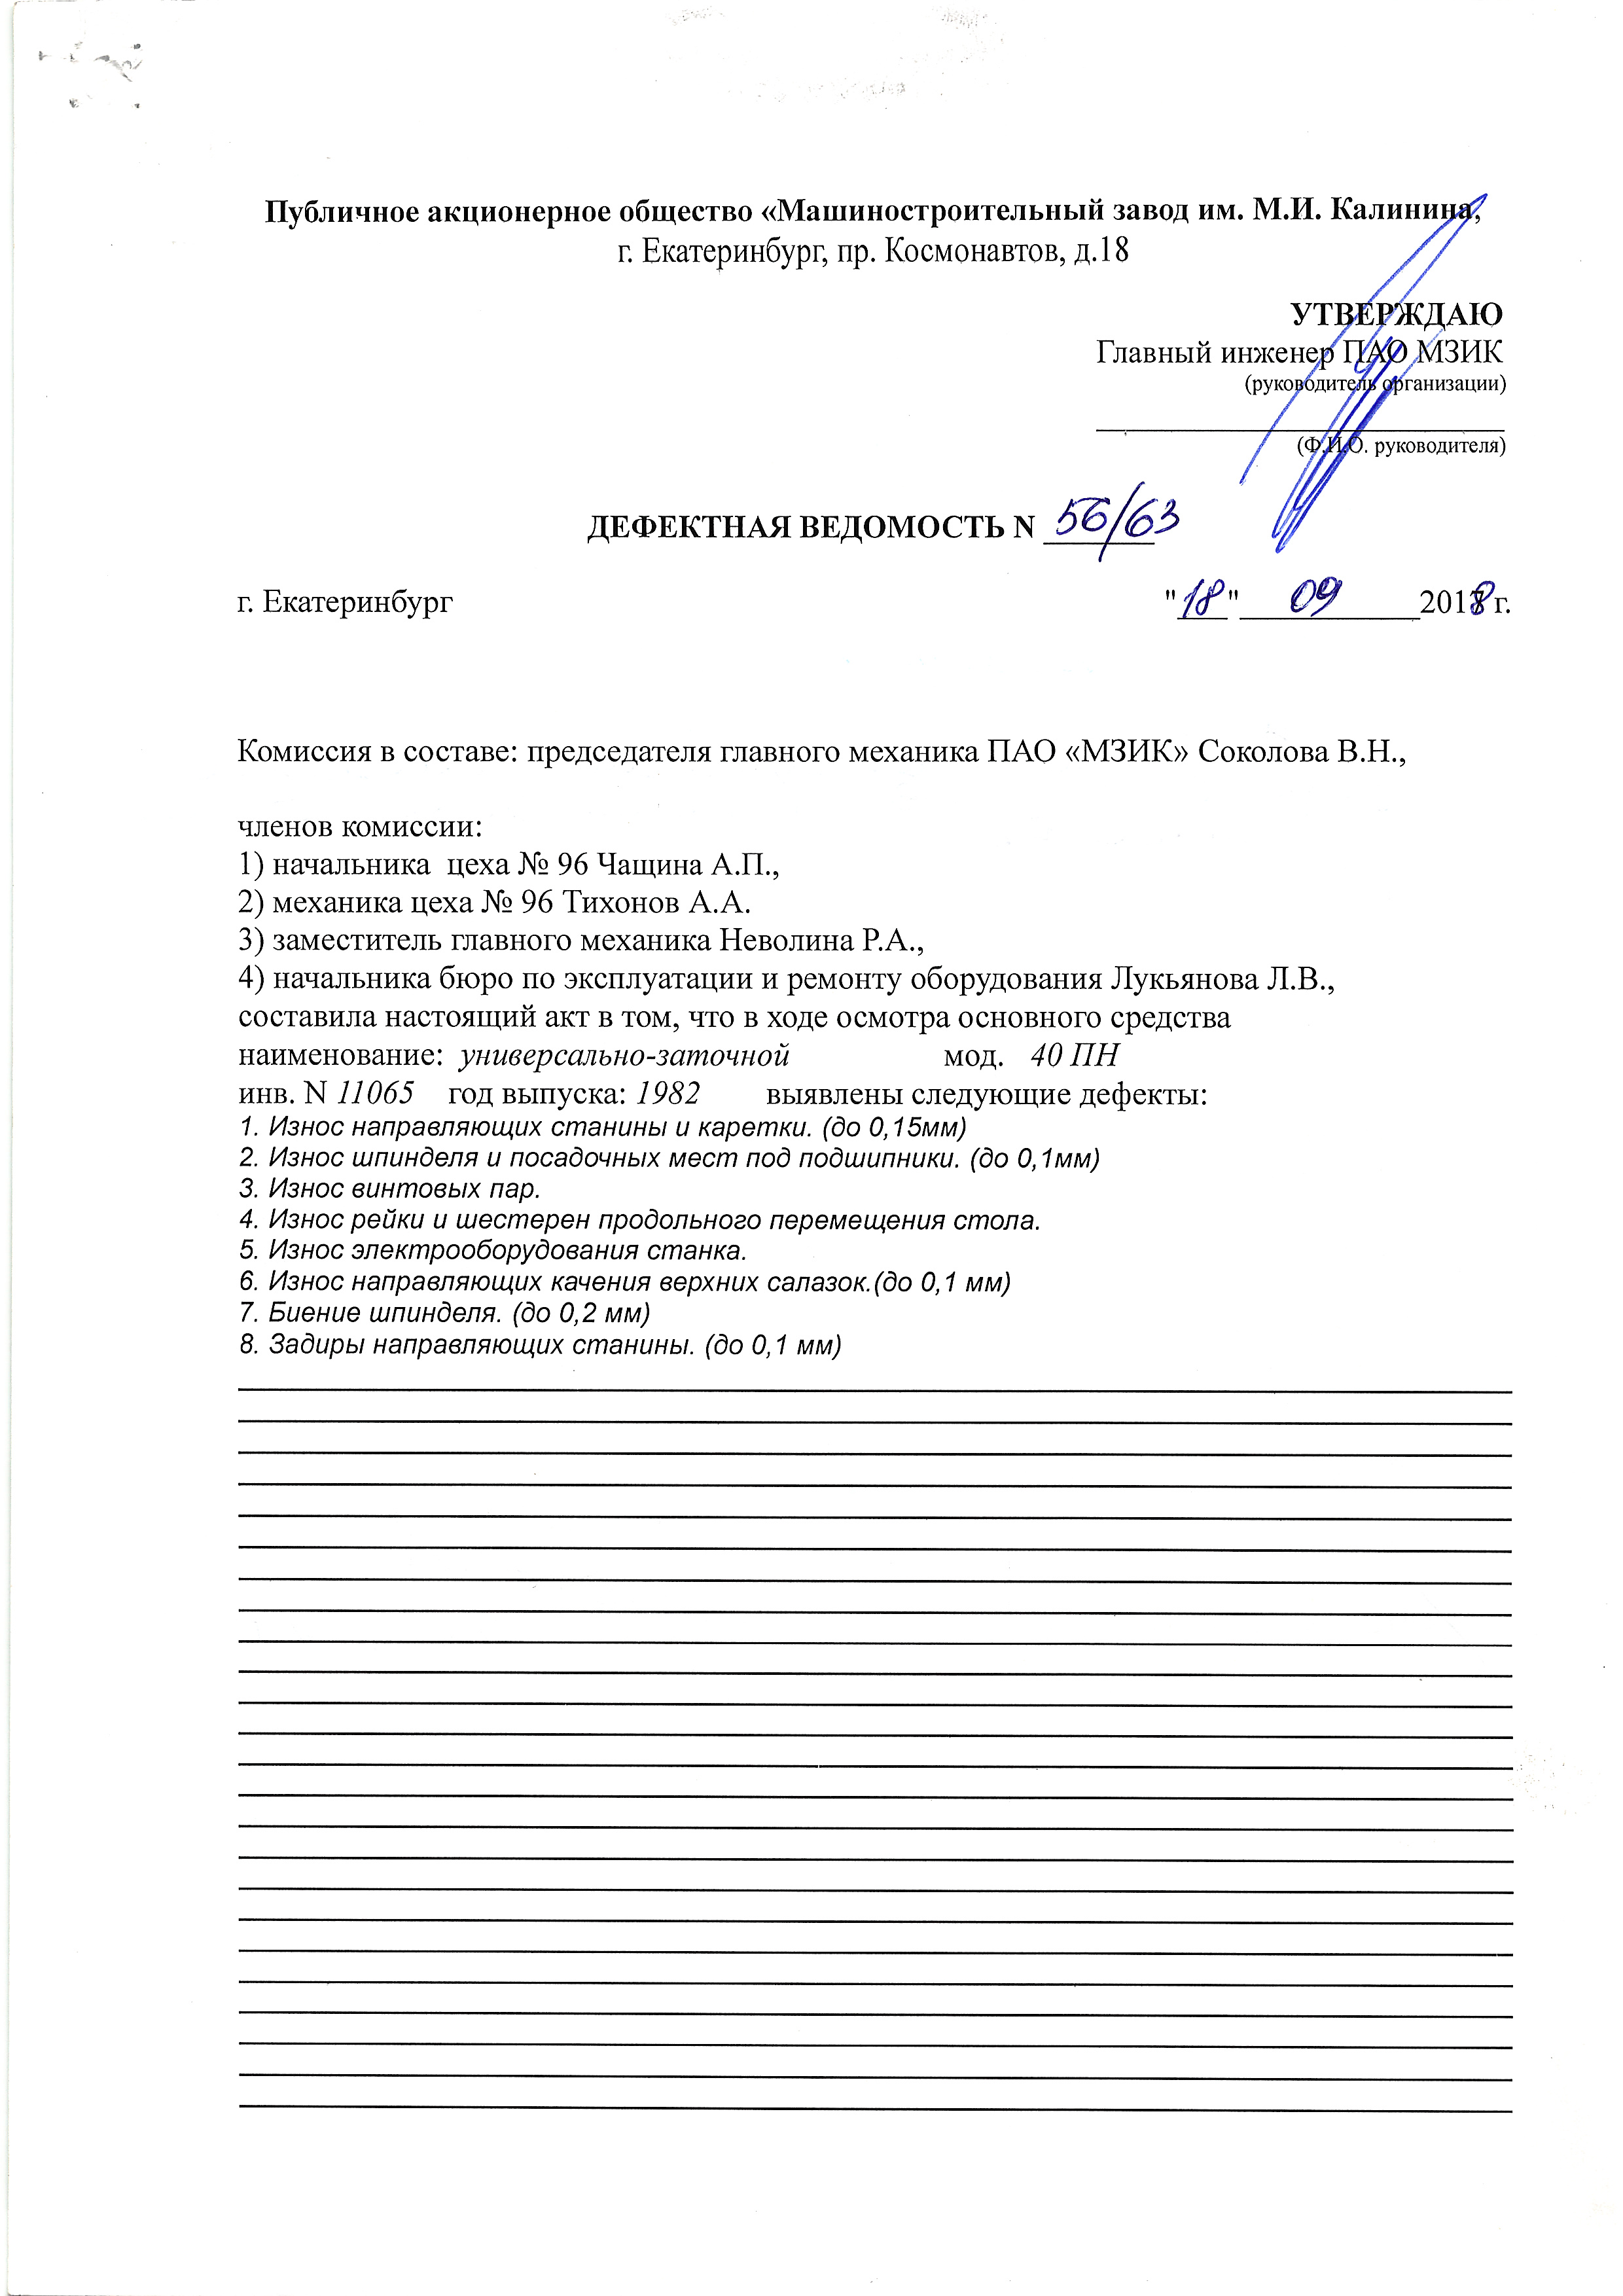 Публичное акционерное общество «Машиностроительный завод им. М.И. Калинина,
г. Екатеринбург, пр. Космонавтов, д.18
УТВЕРЖДАЮ
Главный инженер ПАО МЗИК
(руководитель организации)
(Ф.И.О. руководителя)
ДЕФЕКТНАЯ ВЕДОМОСТЬ N 56/63
г. Екатеринбург "18" 09 2018 г.
Комиссия в составе: председателя главного механика ПАО «МЗИК» Соколова В.Н.,
членов комиссии:
1) начальника цеха № 96 Чащина А.П.,
2) механика цеха № 96 Тихонов А.А.
3) заместитель главного механика Неволина Р.А.,
4) начальника бюро по эксплуатации и ремонту оборудования Лукьянова Л.В.,
составила настоящий акт в том, что в ходе осмотра основного средства
наименование: универсально-заточной мод. 40 ПН
инв. N 11065 год выпуска: 1982 выявлены следующие дефекты:
1. Износ направляющих станины и каретки. (до 0,15мм)
2. Износ шпинделя и посадочных мест под подшипники. (до 0,1мм)
3. Износ винтовых пар.
4. Износ рейки и шестерен продольного перемещения стола.
5. Износ электрооборудования станка.
6. Износ направляющих качения верхних салазок.(до 0,1 мм)
7. Биение шпинделя. (до 0,2 мм)
8. Задиры направляющих станины. (до 0,1 мм)